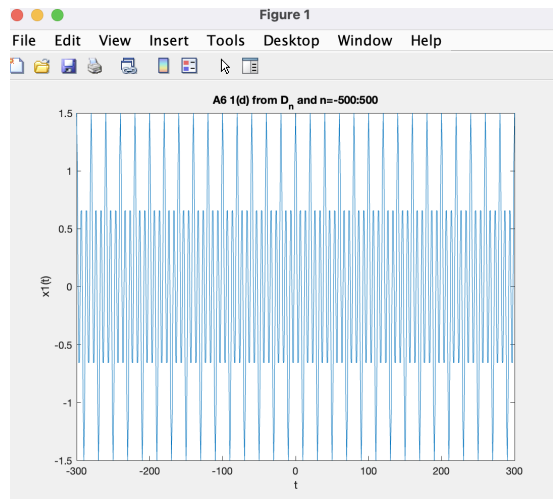 Figure 1
File Edit View Insert Tools Desktop Window Help
A6 1(d) from Dn and n=-500:500
1.5
1
0.5
0
-0.5
-1
-1.5
x1(t)
-300 -200 -100 0 100 200 300
t